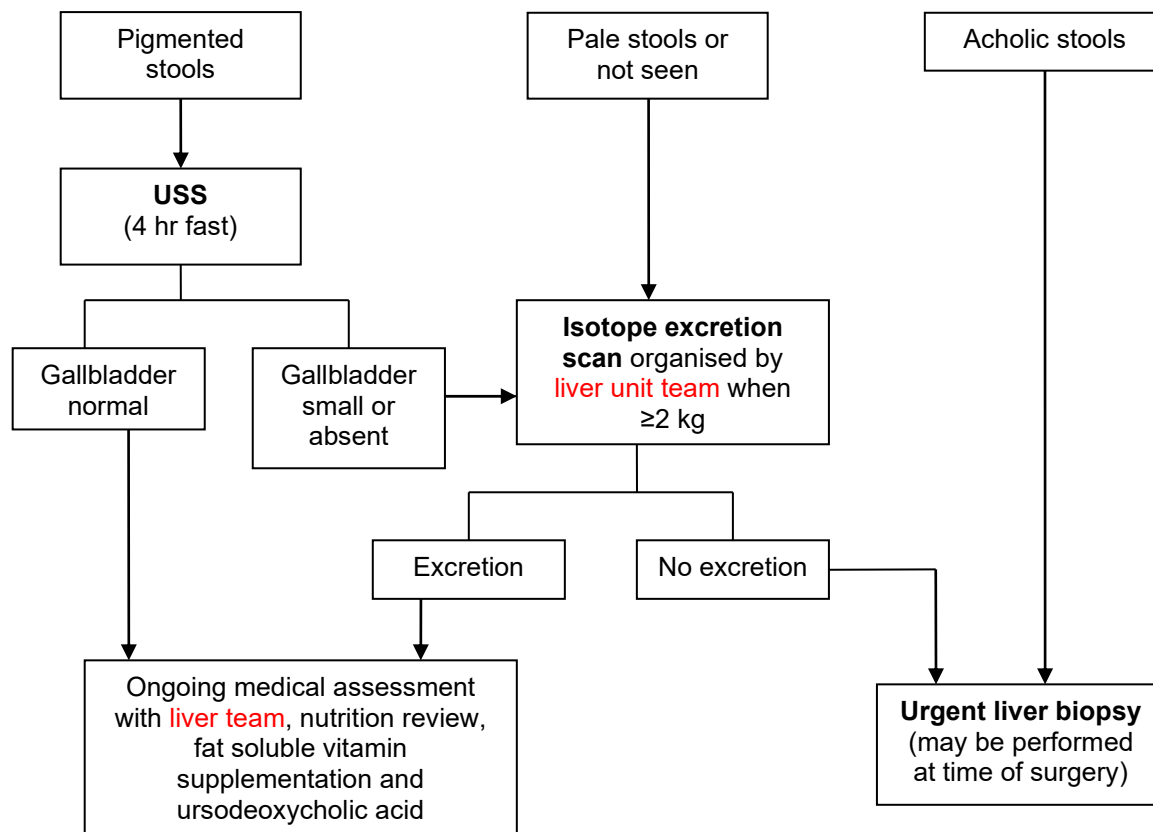 Pigmented
stools
Pale stools or
not seen
Acholic stools
USS
(4 hr fast)
Gallbladder
normal
Gallbladder
small or
absent
Isotope excretion
scan organised by
liver unit team when
≥2 kg
Excretion
No excretion
Ongoing medical assessment
with liver team, nutrition review,
fat soluble vitamin
supplementation and
ursodeoxycholic acid
Urgent liver biopsy
(may be performed
at time of surgery)